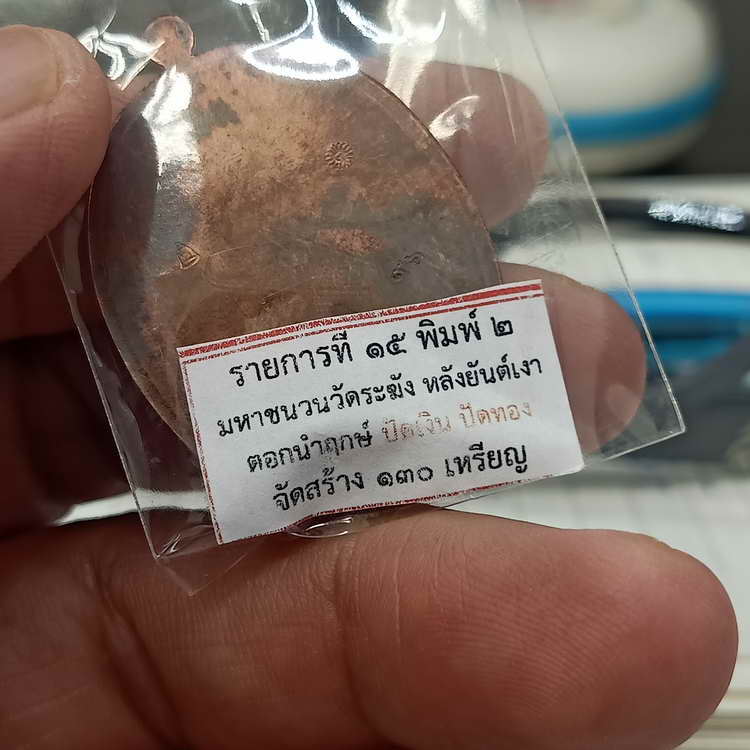 รายการที่ ๑๕ พิมพ์ ๒
มหาชนวนวัดระฆัง หลังยันต์เงา
ตอกนำฤกษ์ ปัดเงิน ปัดทอง
จัดสร้าง ๑๓๐ เหรียญ